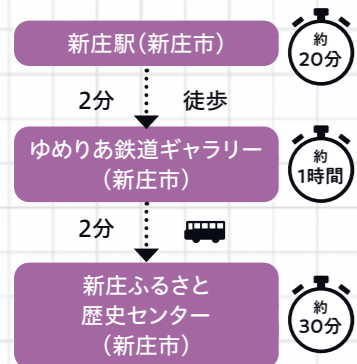 新庄駅（新庄市）
約
20分
2分 徒歩
ゆめりあ鉄道ギャラリー
（新庄市）
約
1時間
2分
新庄ふるさと
歴史センター
（新庄市）
約
30分